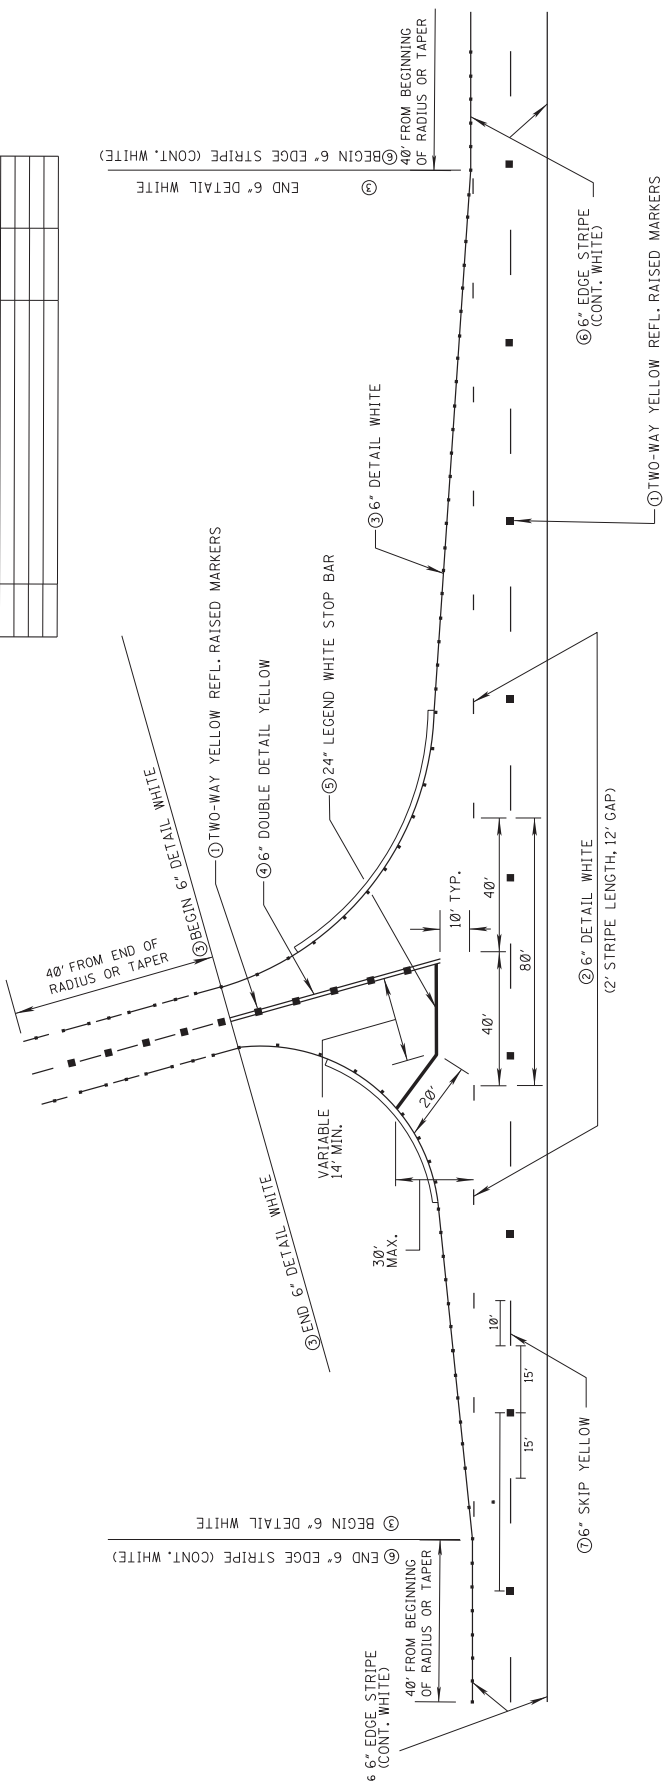 ⑥BEGIN 6" EDGE STRIPE (CONT. WHITE)
③ END 6" DETAIL WHITE
40' FROM BEGINNING
OF RADIUS OR TAPER
⑥6" EDGE STRIPE
(CONT. WHITE)
①TWO-WAY YELLOW REFL. RAISED MARKERS
③6" DETAIL WHITE
①TWO-WAY YELLOW REFL. RAISED MARKERS
④6" DOUBLE DETAIL YELLOW
⑤24" LEGEND WHITE STOP BAR
③BEGIN 6" DETAIL WHITE
40' FROM END OF
RADIUS OR TAPER
10' TYP.
40'
80'
40'
②6" DETAIL WHITE
(2' STRIPE LENGTH, 12' GAP)
20'
VARIABLE
14' MIN.
30'
MAX.
③END 6" DETAIL WHITE
10'
15'
15'
⑦6" SKIP YELLOW
③ BEGIN 6" DETAIL WHITE
⑥ END 6" EDGE STRIPE (CONT. WHITE)
40' FROM BEGINNING
OF RADIUS OR TAPER
6 6" EDGE STRIPE
(CONT. WHITE)